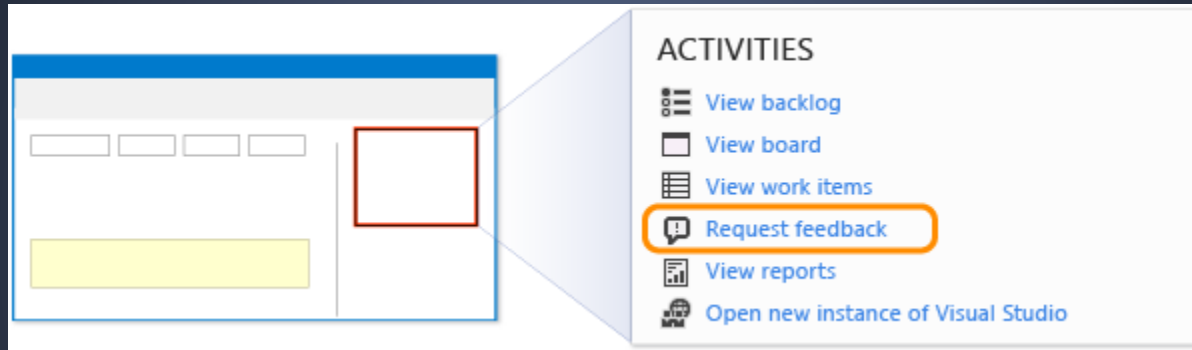 ACTIVITIES
View backlog
View board
View work items
Request feedback
View reports
Open new instance of Visual Studio